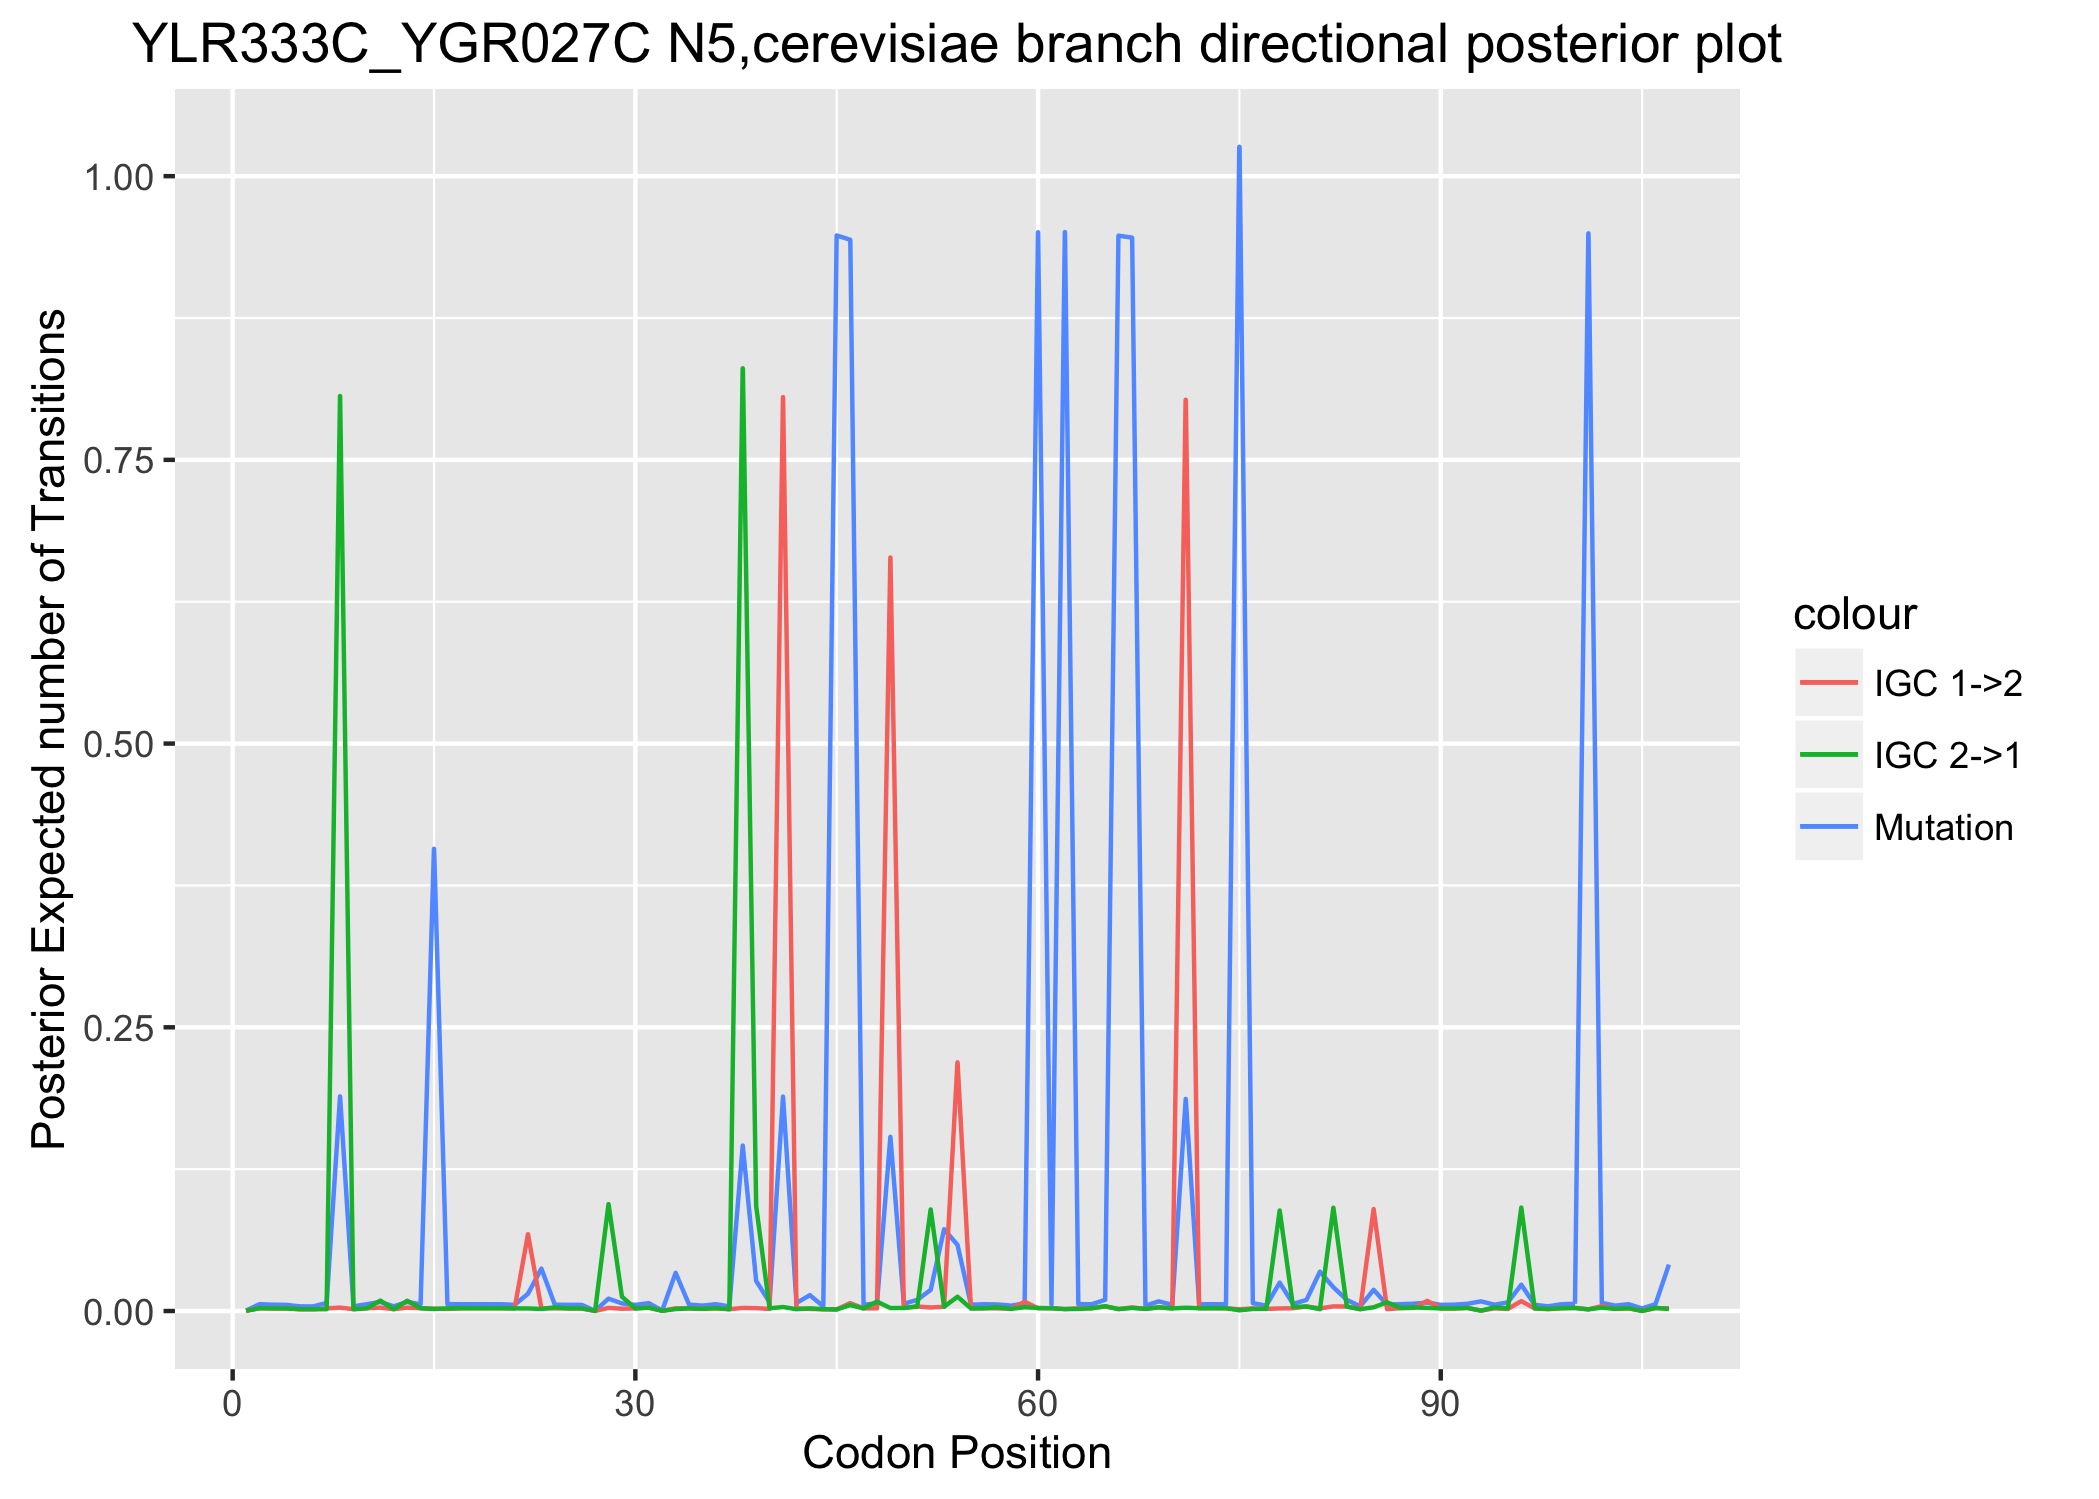 YLR333C_YGR027C N5,cerevisiae branch directional posterior plot
Posterior Expected number of Transitions
1.00
0.75
0.50
0.25
0.00
0
30
60
90
Codon Position
colour
IGC 1->2
IGC 2->1
Mutation